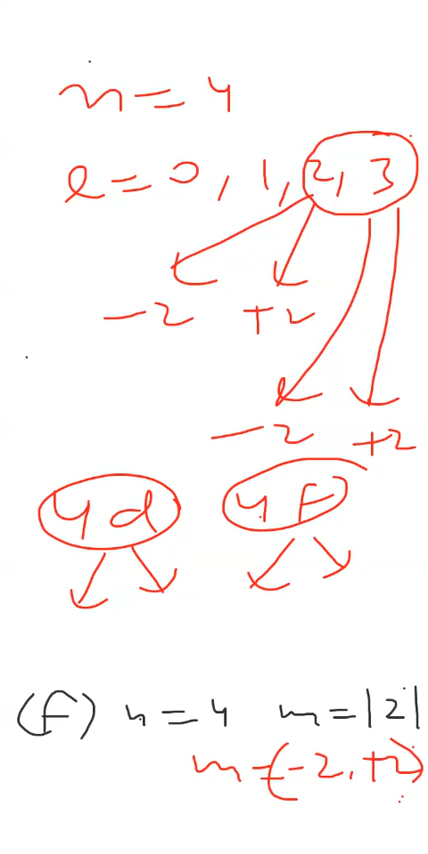 n = 4
l = 0, 1, 2, 3
-2 +2
-2 +2
4d 4f
(f) n = 4 m = |2|
m = (-2, +2)